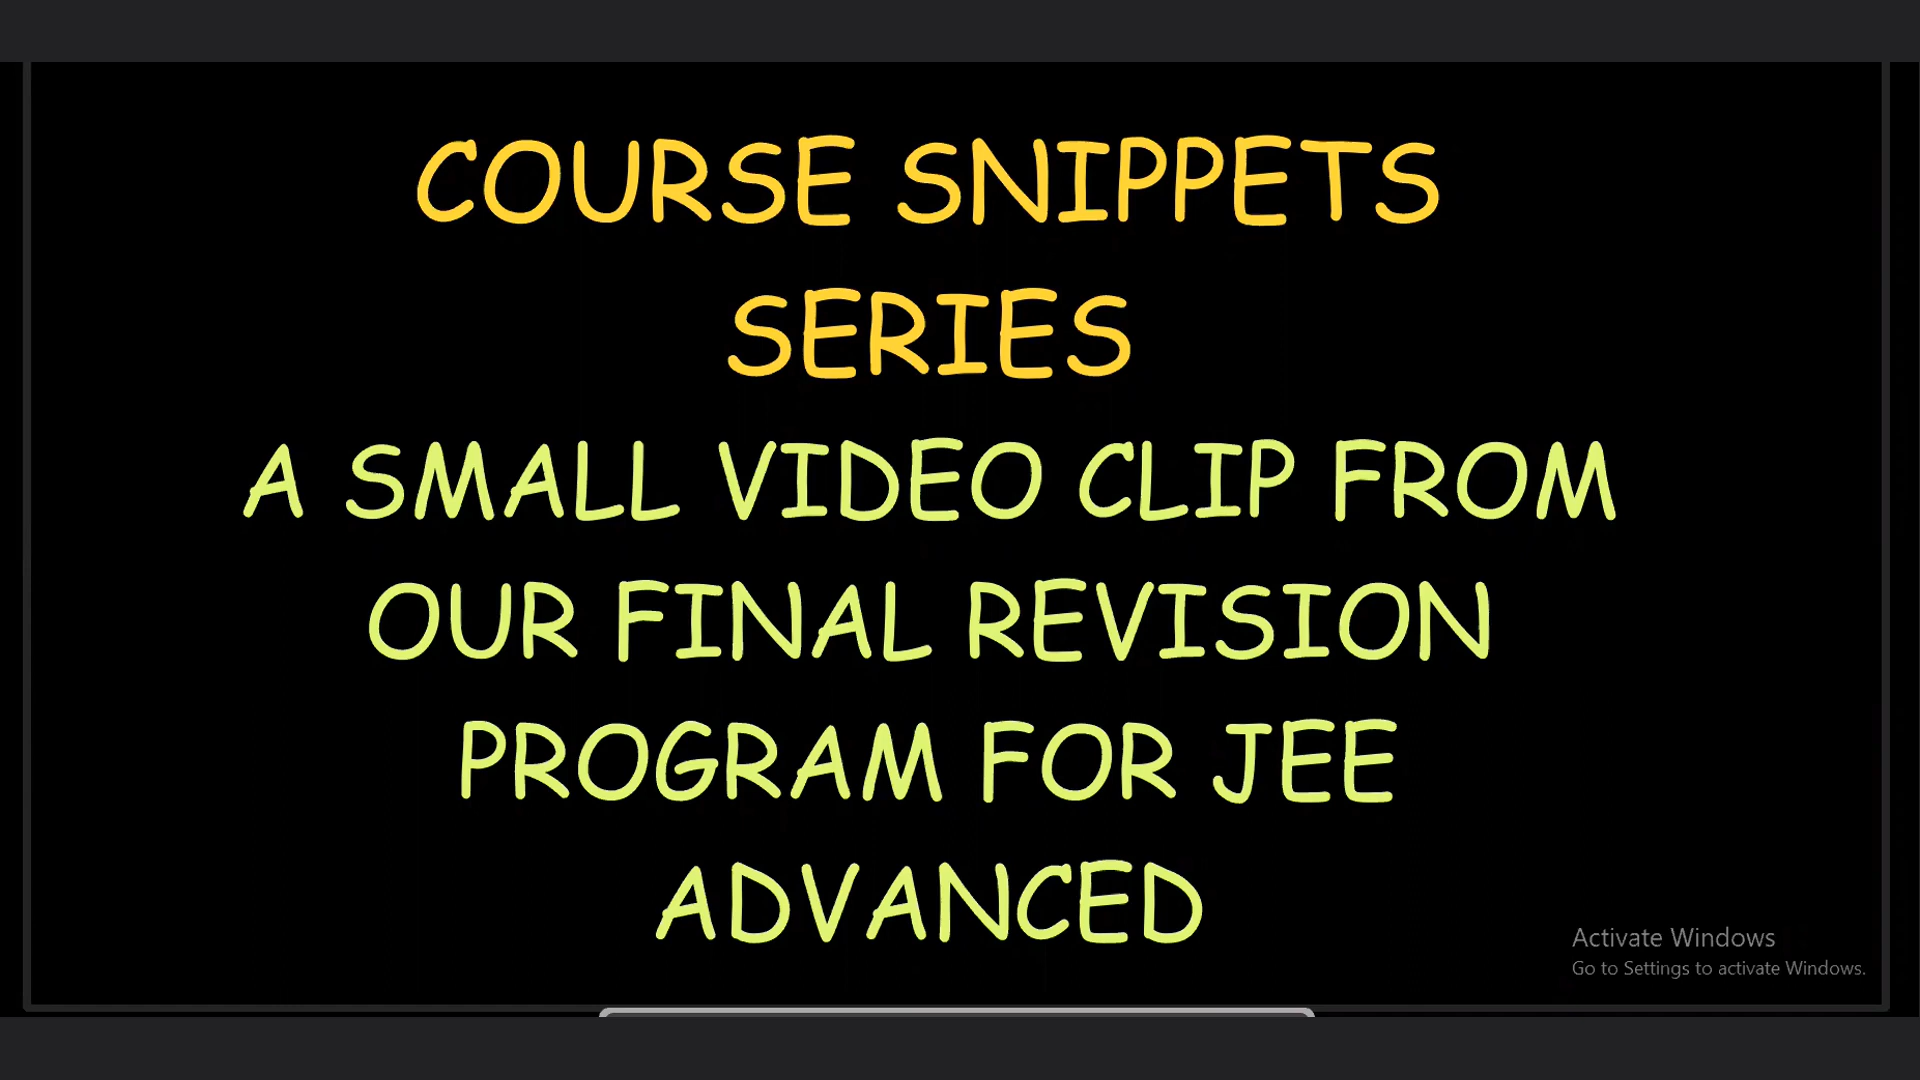 COURSE SNIPPETS
SERIES
A SMALL VIDEO CLIP FROM
OUR FINAL REVISION
PROGRAM FOR JEE
ADVANCED
Activate Windows
Go to Settings to activate Windows.